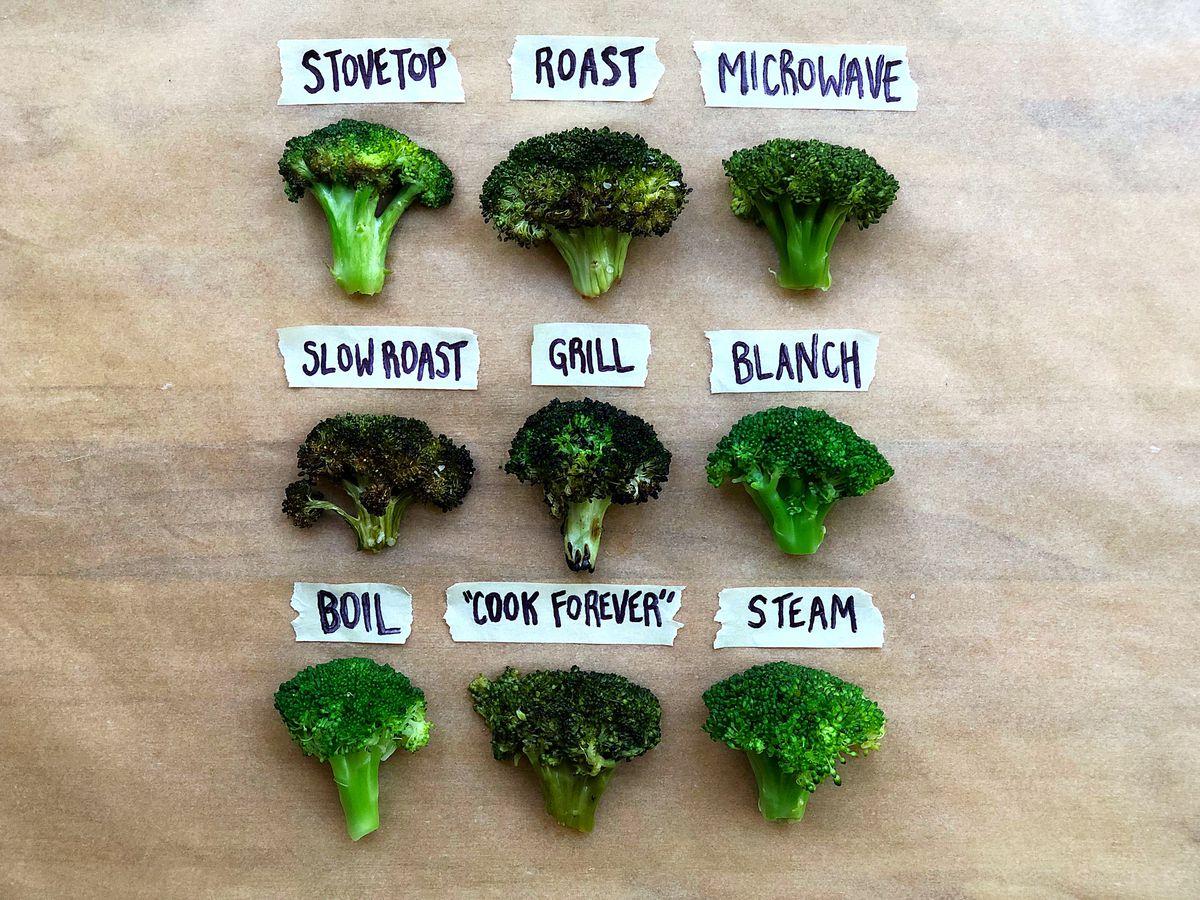 STOVETOP
ROAST
MICROWAVE
SLOW ROAST
GRILL
BLANCH
BOIL
"COOK FOREVER"
STEAM